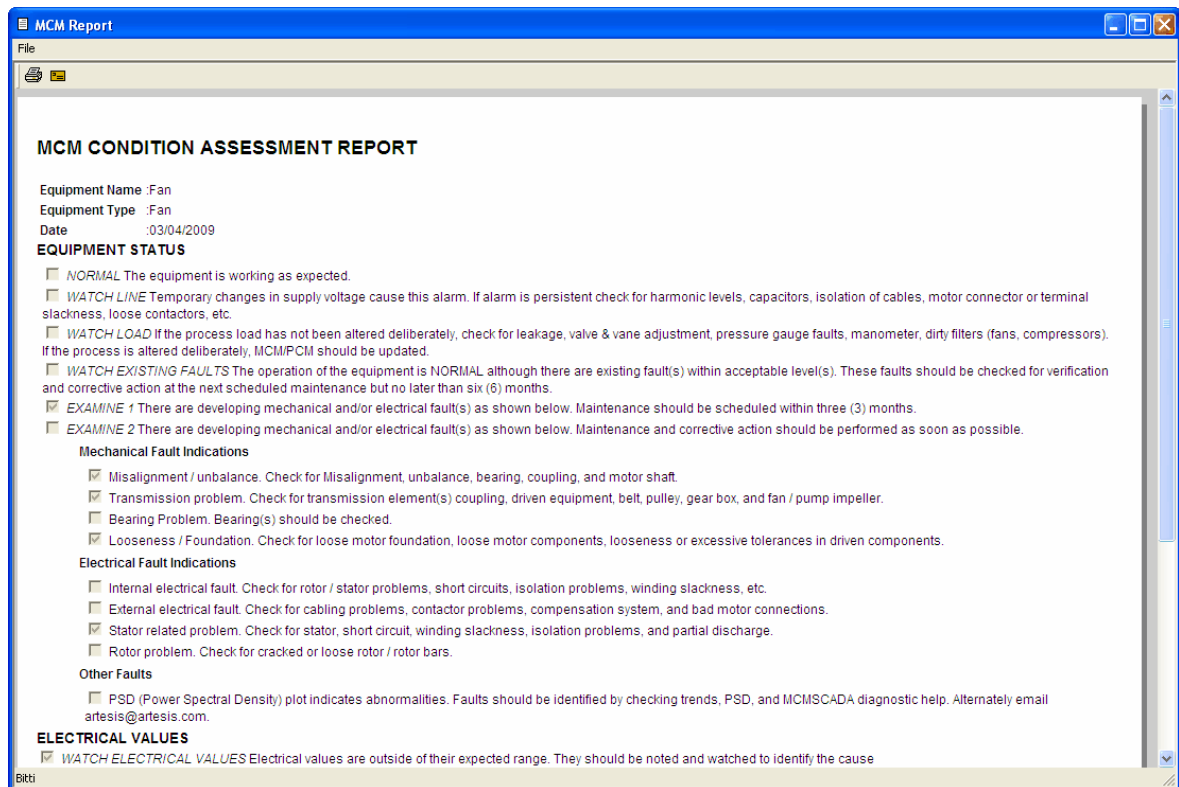 MCM Report
File
MCM CONDITION ASSESSMENT REPORT
Equipment Name :Fan
Equipment Type :Fan
Date :03/04/2009
EQUIPMENT STATUS
NORMAL The equipment is working as expected.
WATCH LINE Temporary changes in supply voltage cause this alarm. If alarm is persistent check for harmonic levels, capacitors, isolation of cables, motor connector or terminal
slackness, loose contactors, etc.
WATCH LOAD If the process load has not been altered deliberately, check for leakage, valve & vane adjustment, pressure gauge faults, manometer, dirty filters (fans, compressors).
If the process is altered deliberately, MCM/PCM should be updated.
WATCH EXISTING FAULTS The operation of the equipment is NORMAL although there are existing fault(s) within acceptable level(s). These faults should be checked for verification
and corrective action at the next scheduled maintenance but no later than six (6) months.
EXAMINE 1 There are developing mechanical and/or electrical fault(s) as shown below. Maintenance should be scheduled within three (3) months.
EXAMINE 2 There are developing mechanical and/or electrical fault(s) as shown below. Maintenance and corrective action should be performed as soon as possible.
Mechanical Fault Indications
Misalignment / unbalance. Check for Misalignment, unbalance, bearing, coupling, and motor shaft.
Transmission problem. Check for transmission element(s) coupling, driven equipment, belt, pulley, gear box, and fan / pump impeller.
Bearing Problem. Bearing(s) should be checked.
Looseness / Foundation. Check for loose motor foundation, loose motor components, looseness or excessive tolerances in driven components.
Electrical Fault Indications
Internal electrical fault. Check for rotor / stator problems, short circuits, isolation problems, winding slackness, etc.
External electrical fault. Check for cabling problems, contactor problems, compensation system, and bad motor connections.
Stator related problem. Check for stator, short circuit, winding slackness, isolation problems, and partial discharge.
Rotor problem. Check for cracked or loose rotor / rotor bars.
Other Faults
PSD (Power Spectral Density) plot indicates abnormalities. Faults should be identified by checking trends, PSD, and MCMSCADA diagnostic help. Alternately email
artesis@artesis.com.
ELECTRICAL VALUES
WATCH ELECTRICAL VALUES Electrical values are outside of their expected range. They should be noted and watched to identify the cause
Bitti